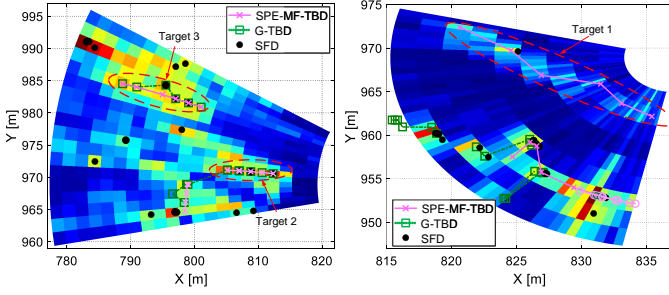 995
990
985
980
975
970
965
960
Y [m]
780
790
800
810
820
X [m]
SPE-MF-TBD
G-TBD
SFD
Target 3
Target 2
975
970
965
960
955
950
Y [m]
815
820
825
830
835
X [m]
Target 1
SPE-MF-TBD
G-TBD
SFD